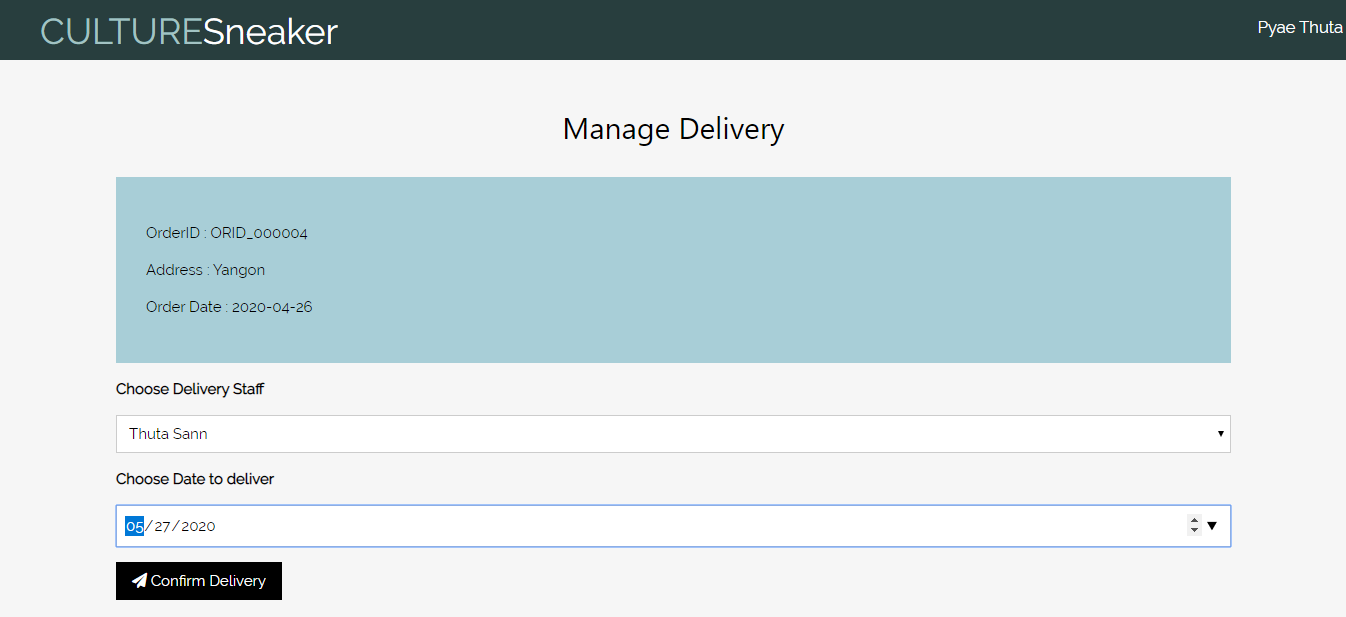 CULTURESneaker
Pyae Thuta
Manage Delivery
OrderID : ORID_000004
Address : Yangon
Order Date : 2020-04-26
Choose Delivery Staff
Thuta Sann
Choose Date to deliver
05/27/2020
Confirm Delivery